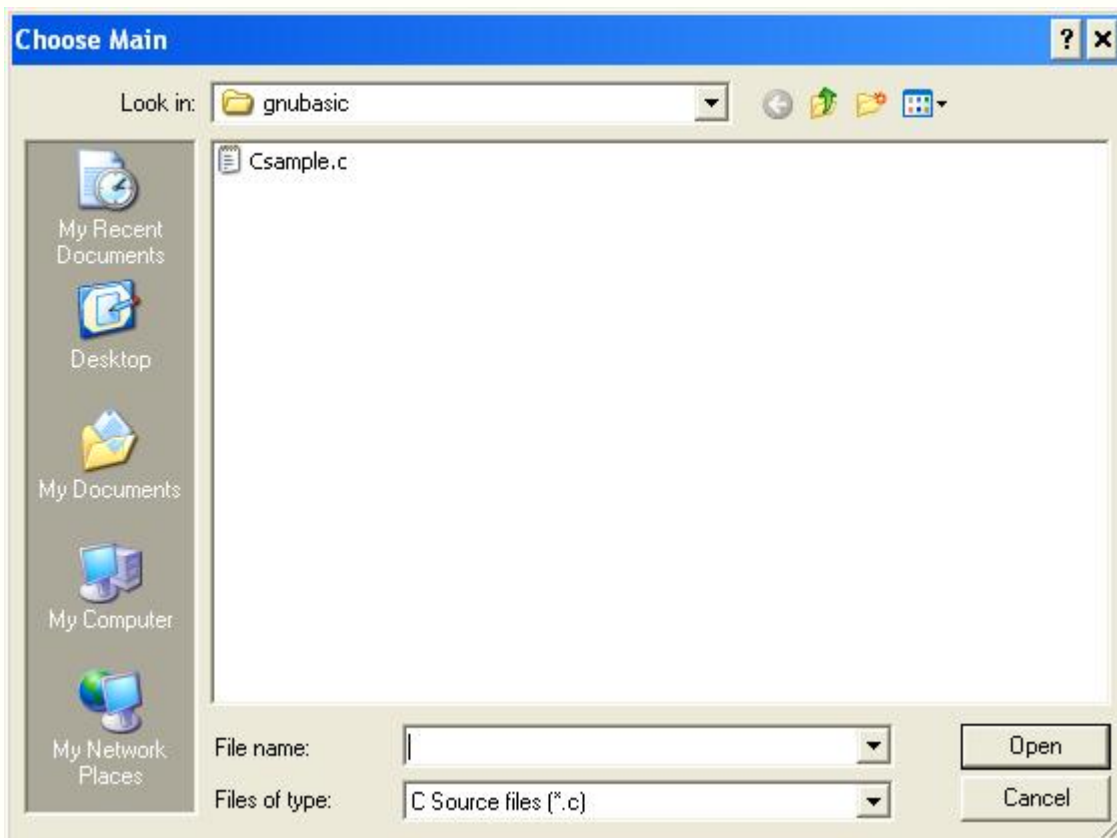 Choose Main
?
Look in:
gnubasic
Csample.c
My Recent
Documents
Desktop
My Documents
My Computer
My Network
Places
File name:
Open
Files of type:
C Source files (*.c)
Cancel